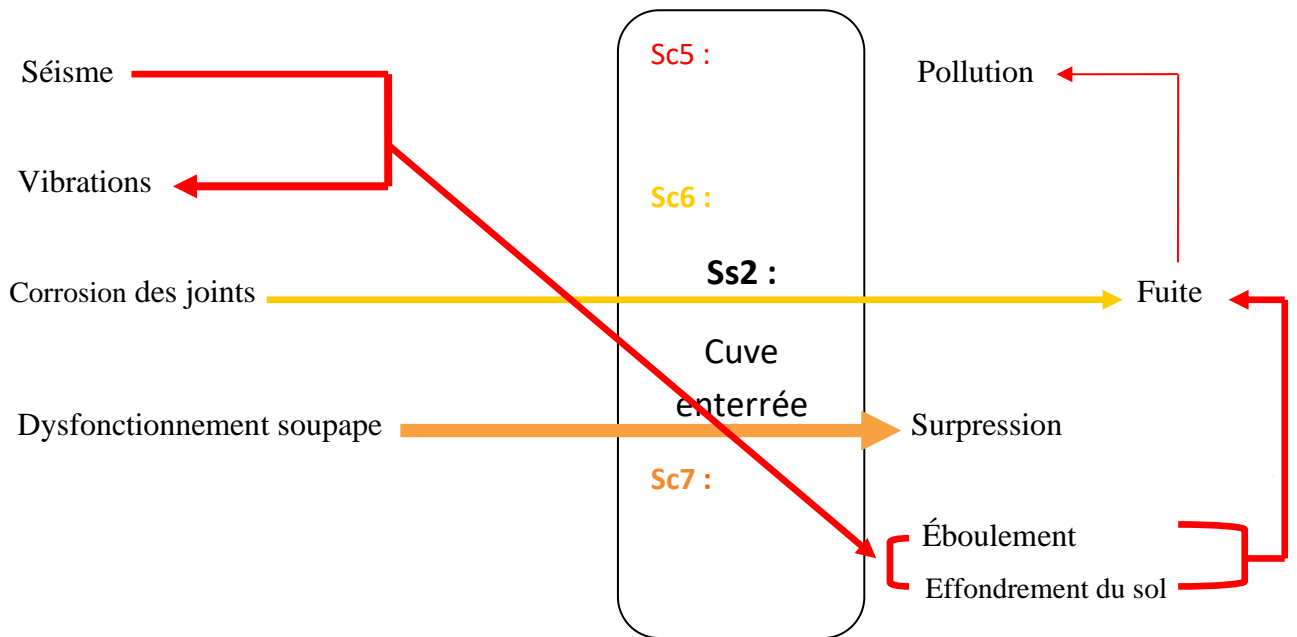 Séisme
Vibrations
Corrosion des joints
Dysfonctionnement soupape
Sc5 :
Sc6 :
Ss2 :
Cuve
enterrée
Sc7 :
Pollution
Fuite
Surpression
Éboulement
Effondrement du sol